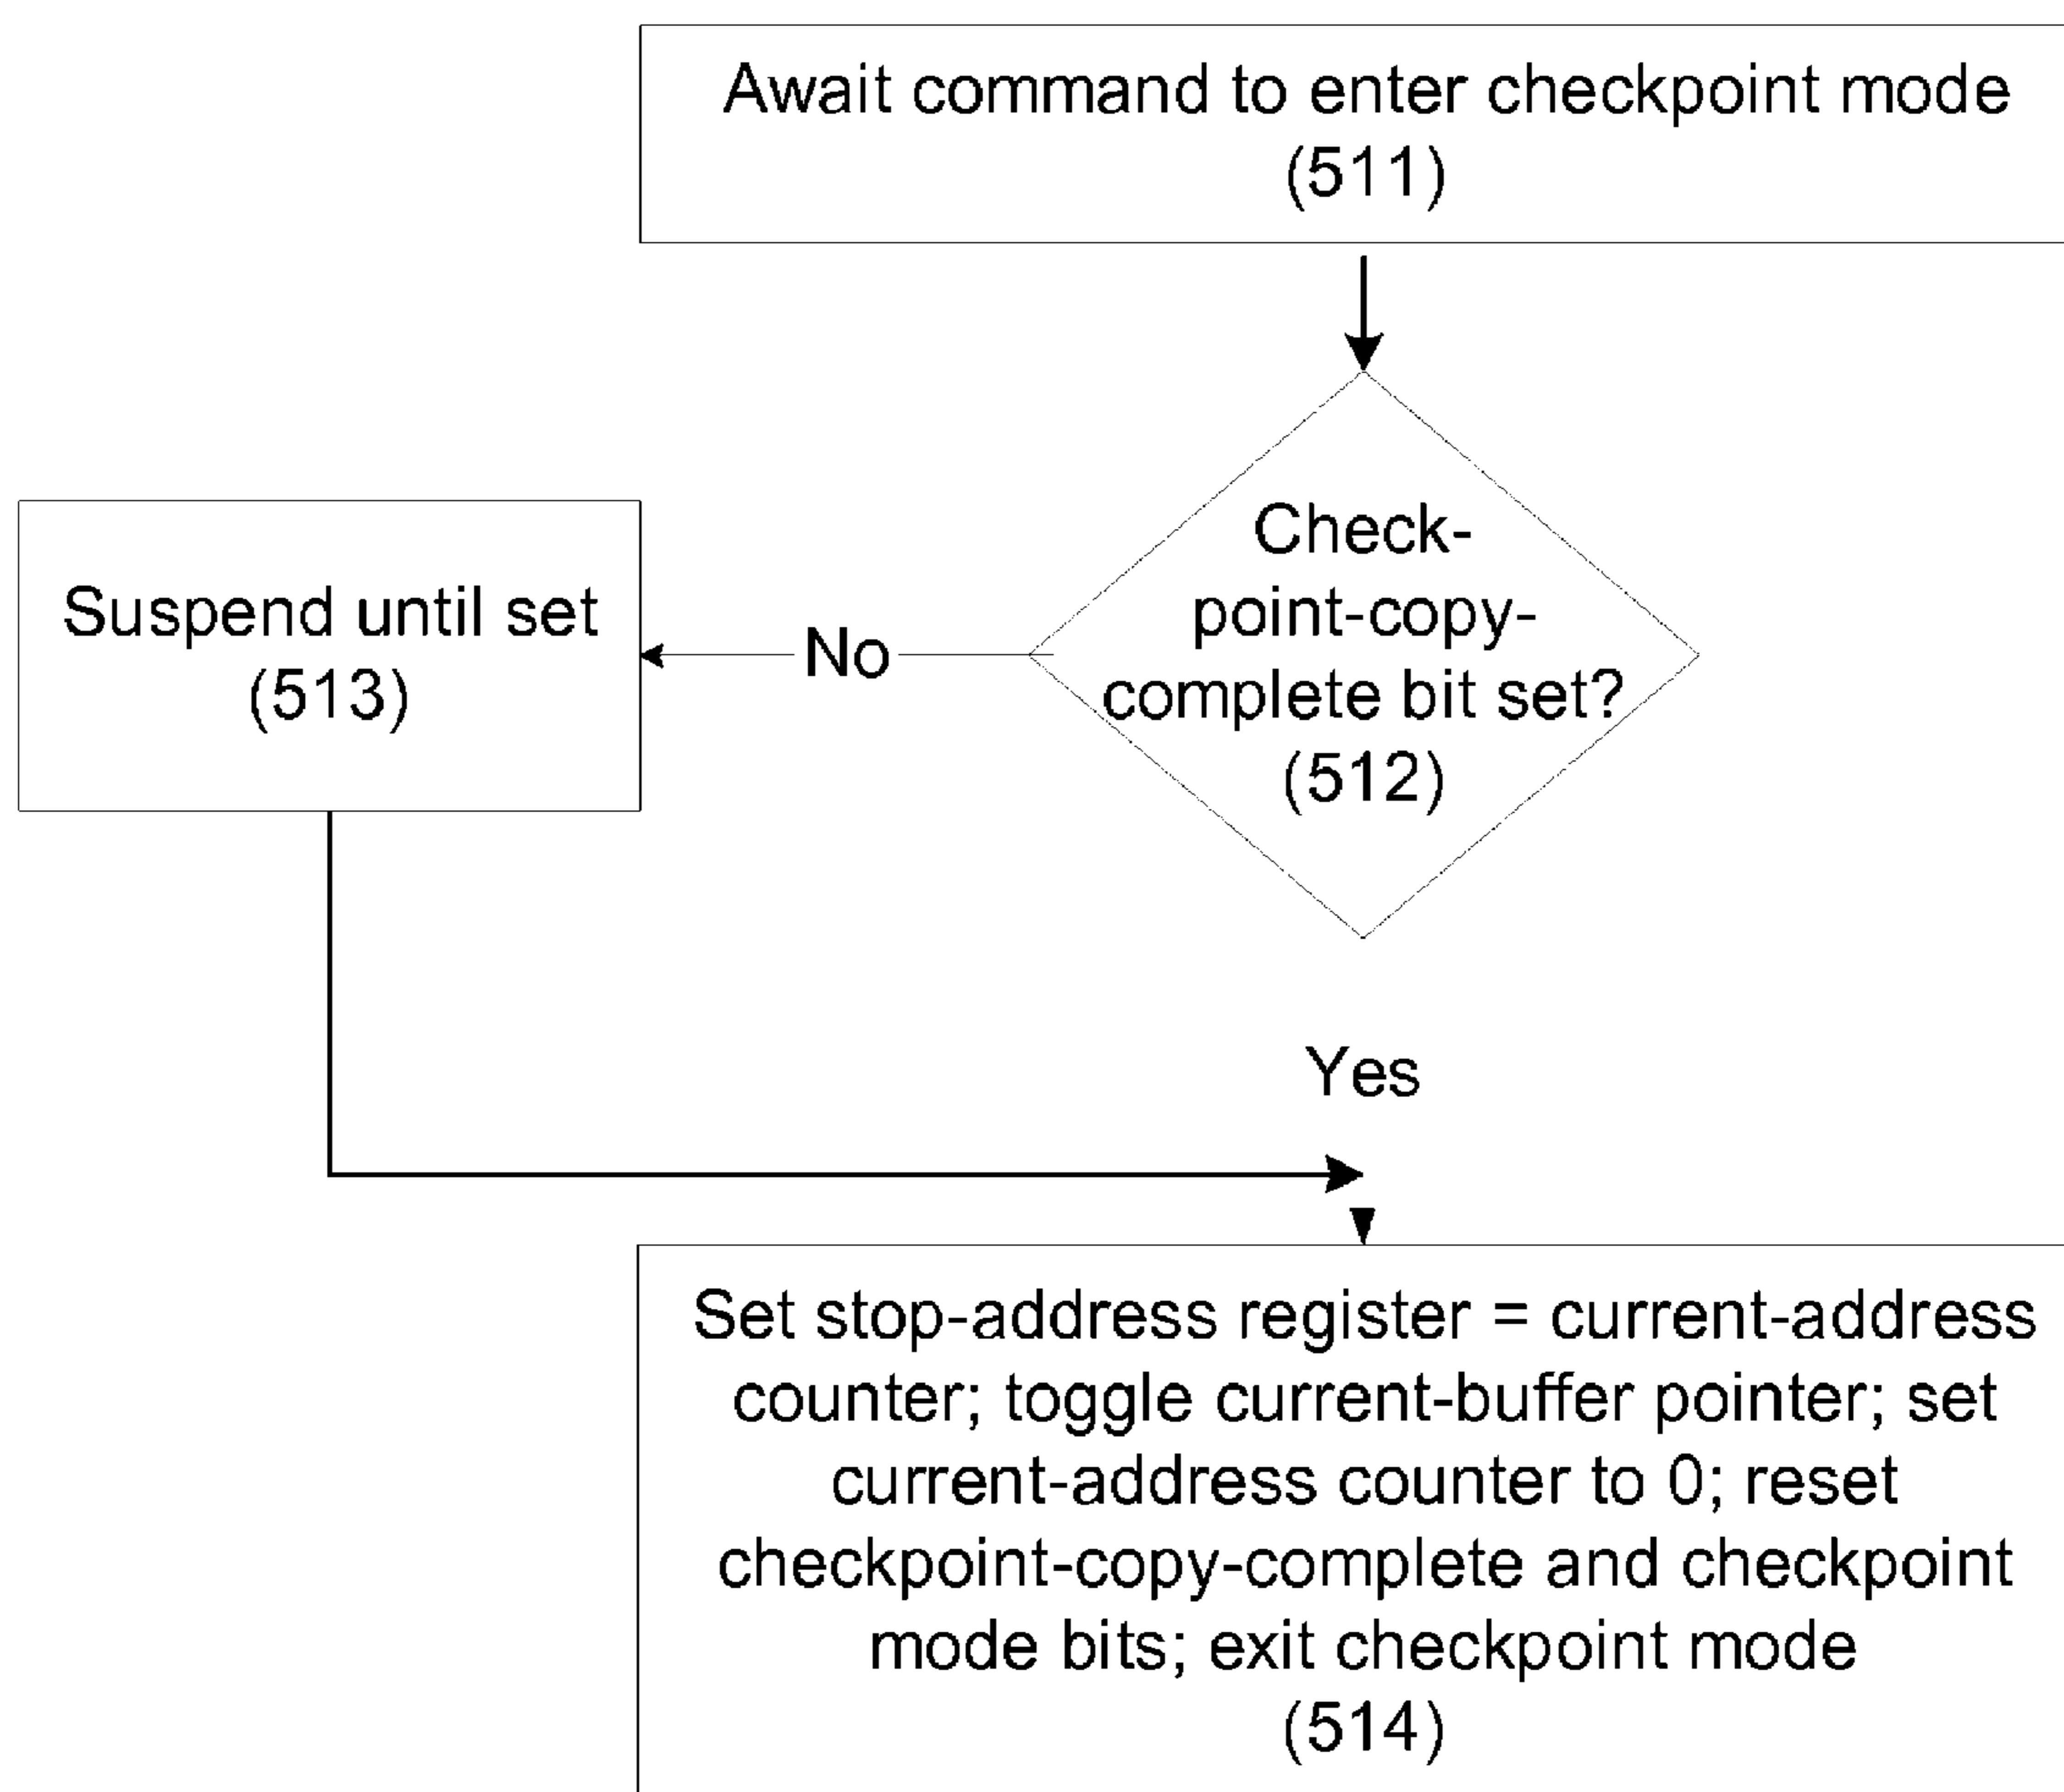 Await command to enter checkpoint mode
(511)
Check-
point-copy-
complete bit set?
(512)
No
Suspend until set
(513)
Yes
Set stop-address register = current-address
counter; toggle current-buffer pointer; set
current-address counter to 0; reset
checkpoint-copy-complete and checkpoint
mode bits; exit checkpoint mode
(514)